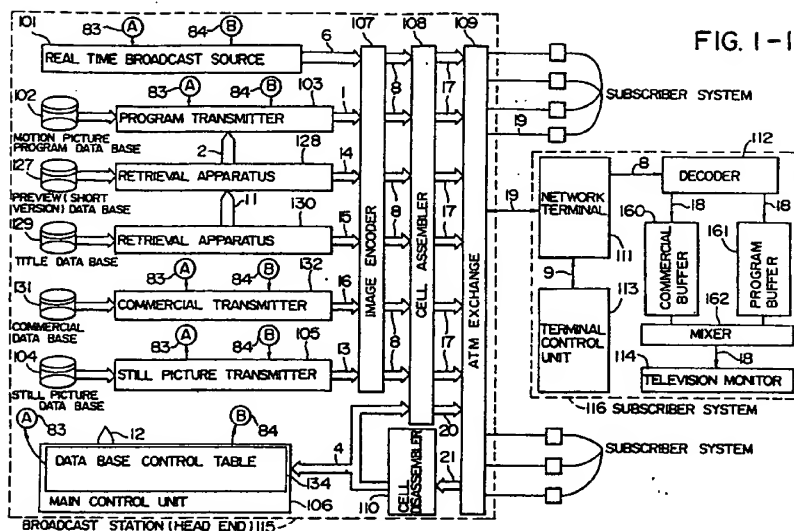 FIG. 1-1
101
83
A
84
B
6
107
108
109
REAL TIME BROADCAST SOURCE
102
83
A
84
B
103
1
8
17
PROGRAM TRANSMITTER
MOTION PICTURE
PROGRAM DATA BASE
2
128
127
RETRIEVAL APPARATUS
14
8
17
PREVIEW (SHORT
VERSION) DATA BASE
11
130
129
RETRIEVAL APPARATUS
15
8
17
TITLE DATA BASE
83
A
84
B
132
131
COMMERCIAL TRANSMITTER
16
8
17
COMMERCIAL
DATA BASE
83
A
84
B
105
104
STILL PICTURE TRANSMITTER
13
8
17
STILL PICTURE
DATA BASE
IMAGE ENCODER
CELL ASSEMBLER
ATM EXCHANGE
A
83
12
B
84
4
20
21
DATA BASE CONTROL TABLE
134
MAIN CONTROL UNIT
106
110
CELL DISASSEMBLER
BROADCAST STATION (HEAD END)
115
SUBSCRIBER SYSTEM
19
19
NETWORK
TERMINAL
111
8
DECODER
112
18
18
160
161
COMMERCIAL
BUFFER
PROGRAM
BUFFER
9
113
TERMINAL
CONTROL
UNIT
162
MIXER
114
18
TELEVISION MONITOR
116
SUBSCRIBER SYSTEM
SUBSCRIBER SYSTEM